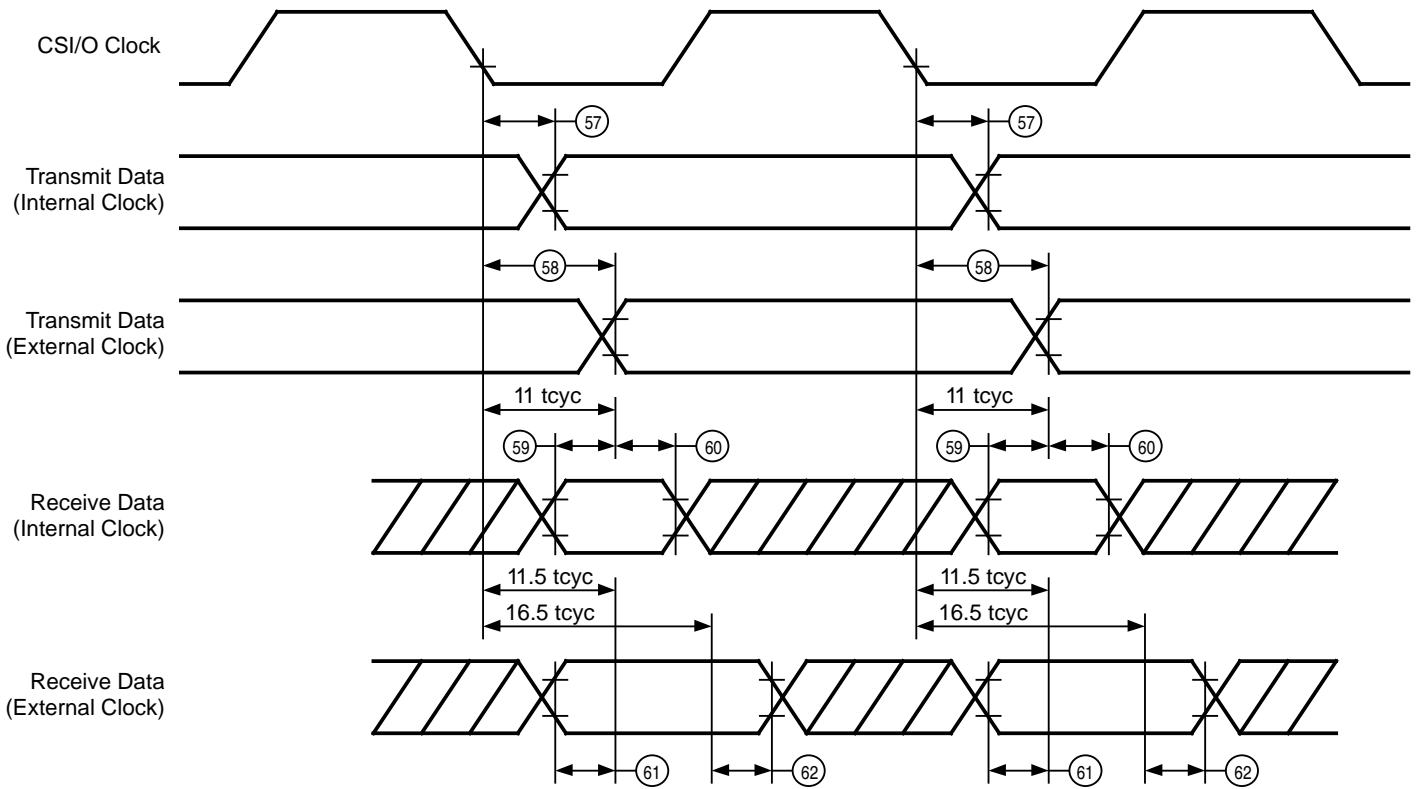 CSI/O Clock
57
57
Transmit Data
(Internal Clock)
58
58
Transmit Data
(External Clock)
11 tcyc
11 tcyc
59
60
59
60
Receive Data
(Internal Clock)
11.5 tcyc
11.5 tcyc
16.5 tcyc
16.5 tcyc
Receive Data
(External Clock)
61
62
61
62